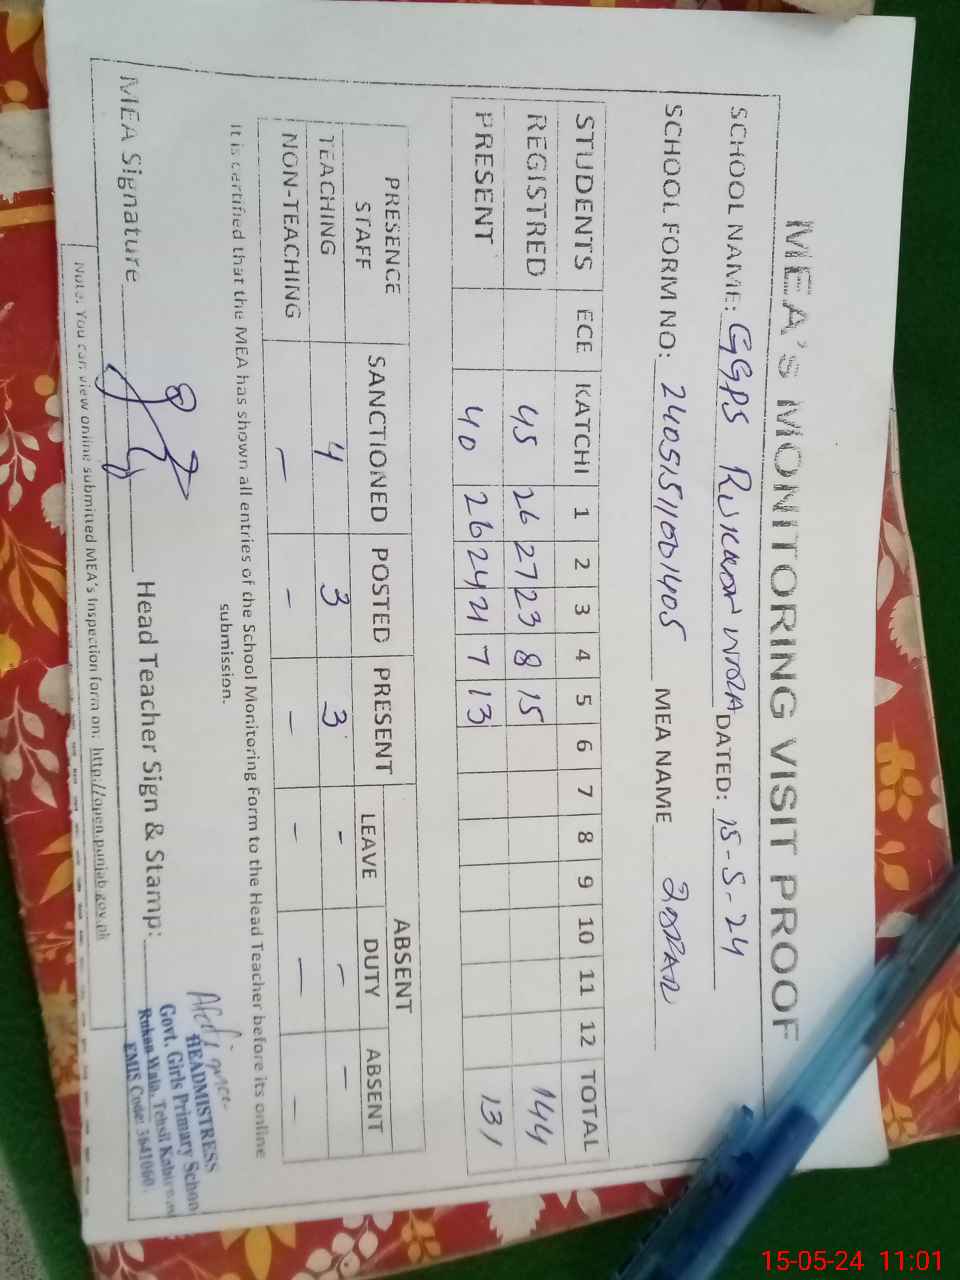 MEA's MONITORING VISIT PROOF
SCHOOL NAME: GGPS Rukan Wala DATED: 15-5-24
SCHOOL FORM NO: 24051511001405 MEA NAME
STUDENTS ECE KATCHI 1 2 3 4 5 6 7 8 9 10 11 12 TOTAL
REGISTRED 45 26 27 23 8 15 144
PRESENT 40 26 24 21 7 13 131
PRESENCE STAFF SANCTIONED POSTED PRESENT ABSENT
LEAVE DUTY ABSENT
TEACHING 4 3 3 - - -
NON-TEACHING - - - - - -
It is certified that the MEA has shown all entries of the School Monitoring Form to the Head Teacher before its online
submission.
MEA Signature Head Teacher Sign & Stamp:
HEADMISTRESS
Govt. Girls Primary School
Rukan Wala, Tehsil
EMIS Code:
Note: You can view online submitted MEA's Inspection form on: http://open.punjab.gov.pk
15-05-24 11:01